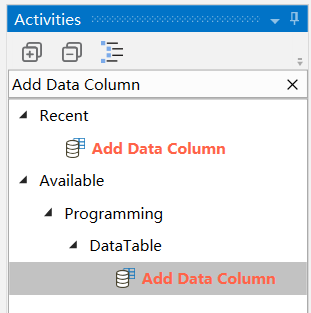 Activities
Add Data Column
Recent
Add Data Column
Available
Programming
DataTable
Add Data Column